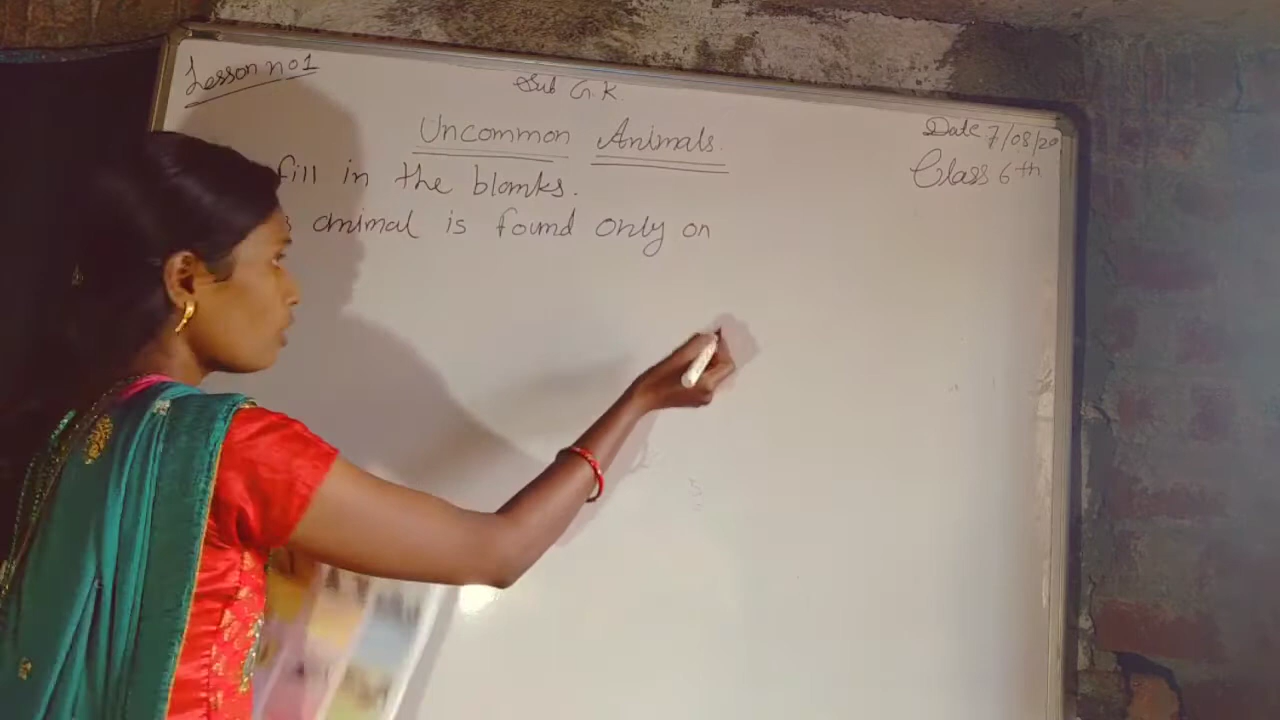 Lesson no 1
Sub G.K.
Uncommon Animals.
Date 7/08/20
Class 6th
fill in the blanks.
animal is found only on